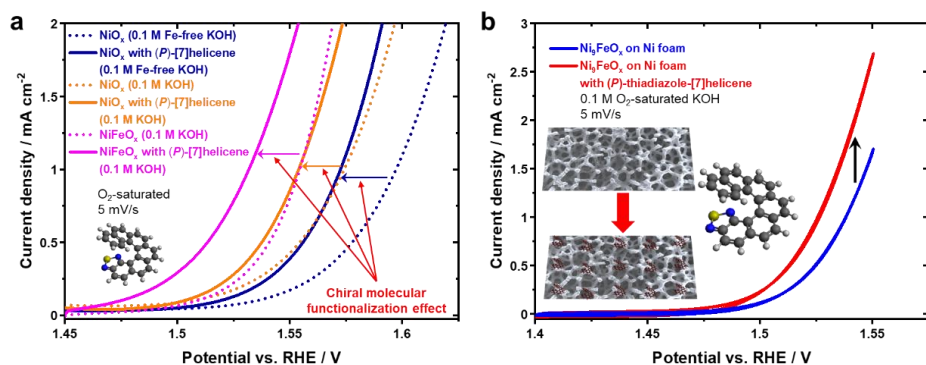 a
NiOₓ (0.1 M Fe-free KOH)
NiOₓ with (P)-[7]helicene
(0.1 M Fe-free KOH)
NiOₓ (0.1 M KOH)
NiOₓ with (P)-[7]helicene
(0.1 M KOH)
NiFeOₓ (0.1 M KOH)
NiFeOₓ with (P)-[7]helicene
(0.1 M KOH)
O₂-saturated
5 mV/s
Chiral molecular
functionalization effect
Current density / mA cm⁻²
2
1.5
1
0.5
0
1.45
1.50
1.55
1.60
Potential vs. RHE / V
b
Ni₉FeOₓ on Ni foam
Ni₉FeOₓ on Ni foam
with (P)-thiadiazole-[7]helicene
0.1 M O₂-saturated KOH
5 mV/s
Current density / mA cm⁻²
3
2.5
2
1.5
1
0.5
0
1.4
1.45
1.5
1.55
Potential vs. RHE / V